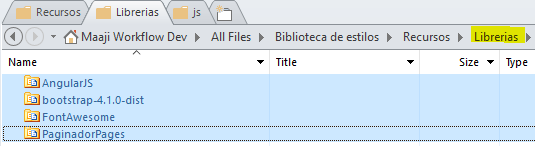 Recursos Librerias js
Maaji Workflow Dev All Files Biblioteca de estilos Recursos Librerias
Name Title Size Type
AngularJS
bootstrap-4.1.0-dist
FontAwesome
PaginadorPages